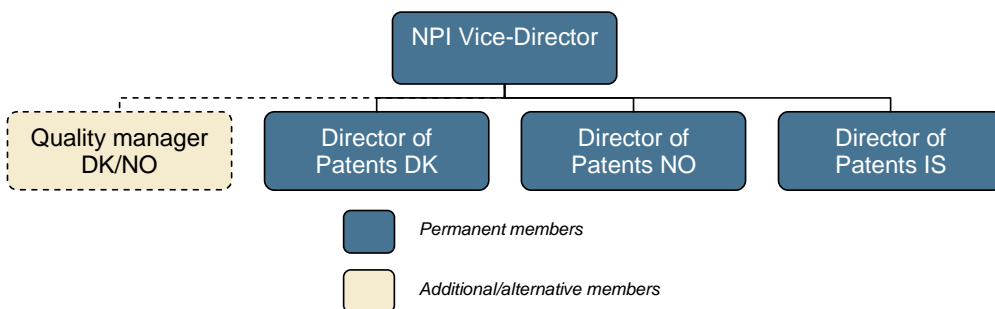 NPI Vice-Director
Quality manager
DK/NO
Director of
Patents DK
Director of
Patents NO
Director of
Patents IS
Permanent members
Additional/alternative members